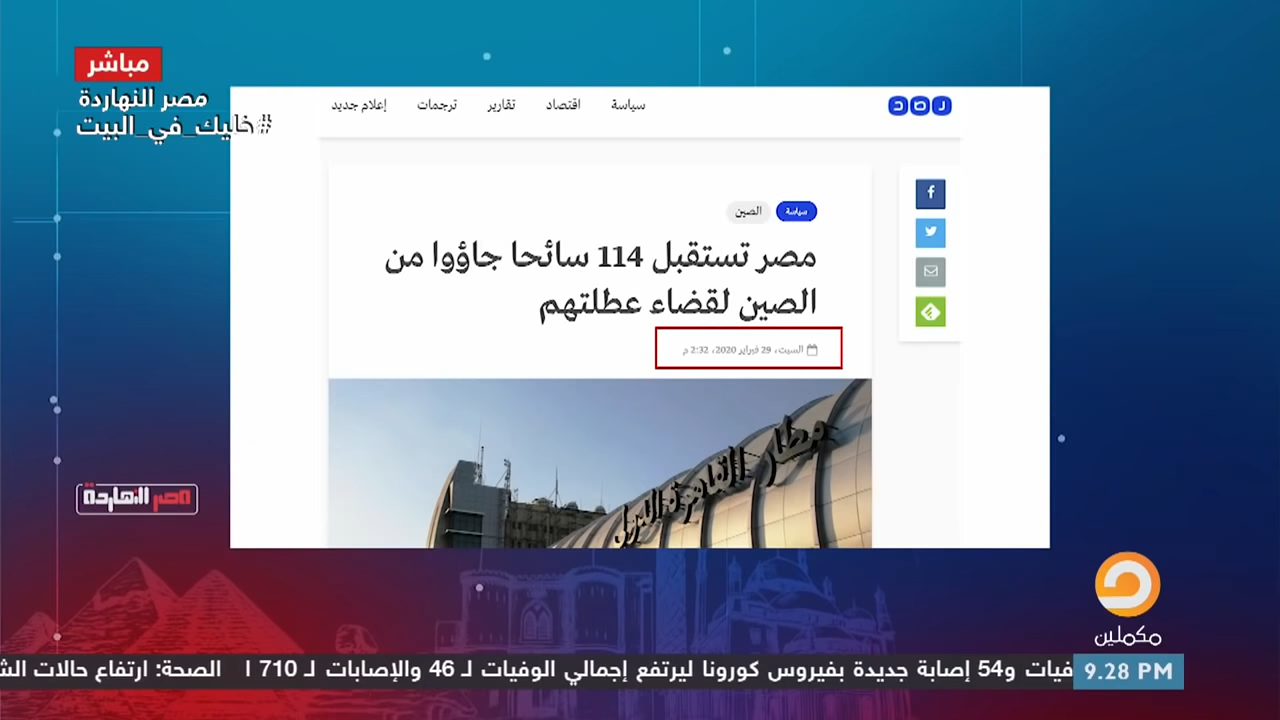 مباشر
مصر النهاردة
#خليك_في_البيت
رصد
سياسة
اقتصاد
تقارير
ترجمات
إعلام جديد
سياسة
الصين
مصر تستقبل 114 سائحا جاؤوا من
الصين لقضاء عطلتهم
السبت، 29 فبراير 2020، 2:32 م
مطار القاهرة الدولي
مصر النهاردة
مكملين
فيات و54 إصابة جديدة بفيروس كورونا ليرتفع إجمالي الوفيات لـ 46 والإصابات لـ 710 ا الصحة: ارتفاع حالات الش
9.28 PM